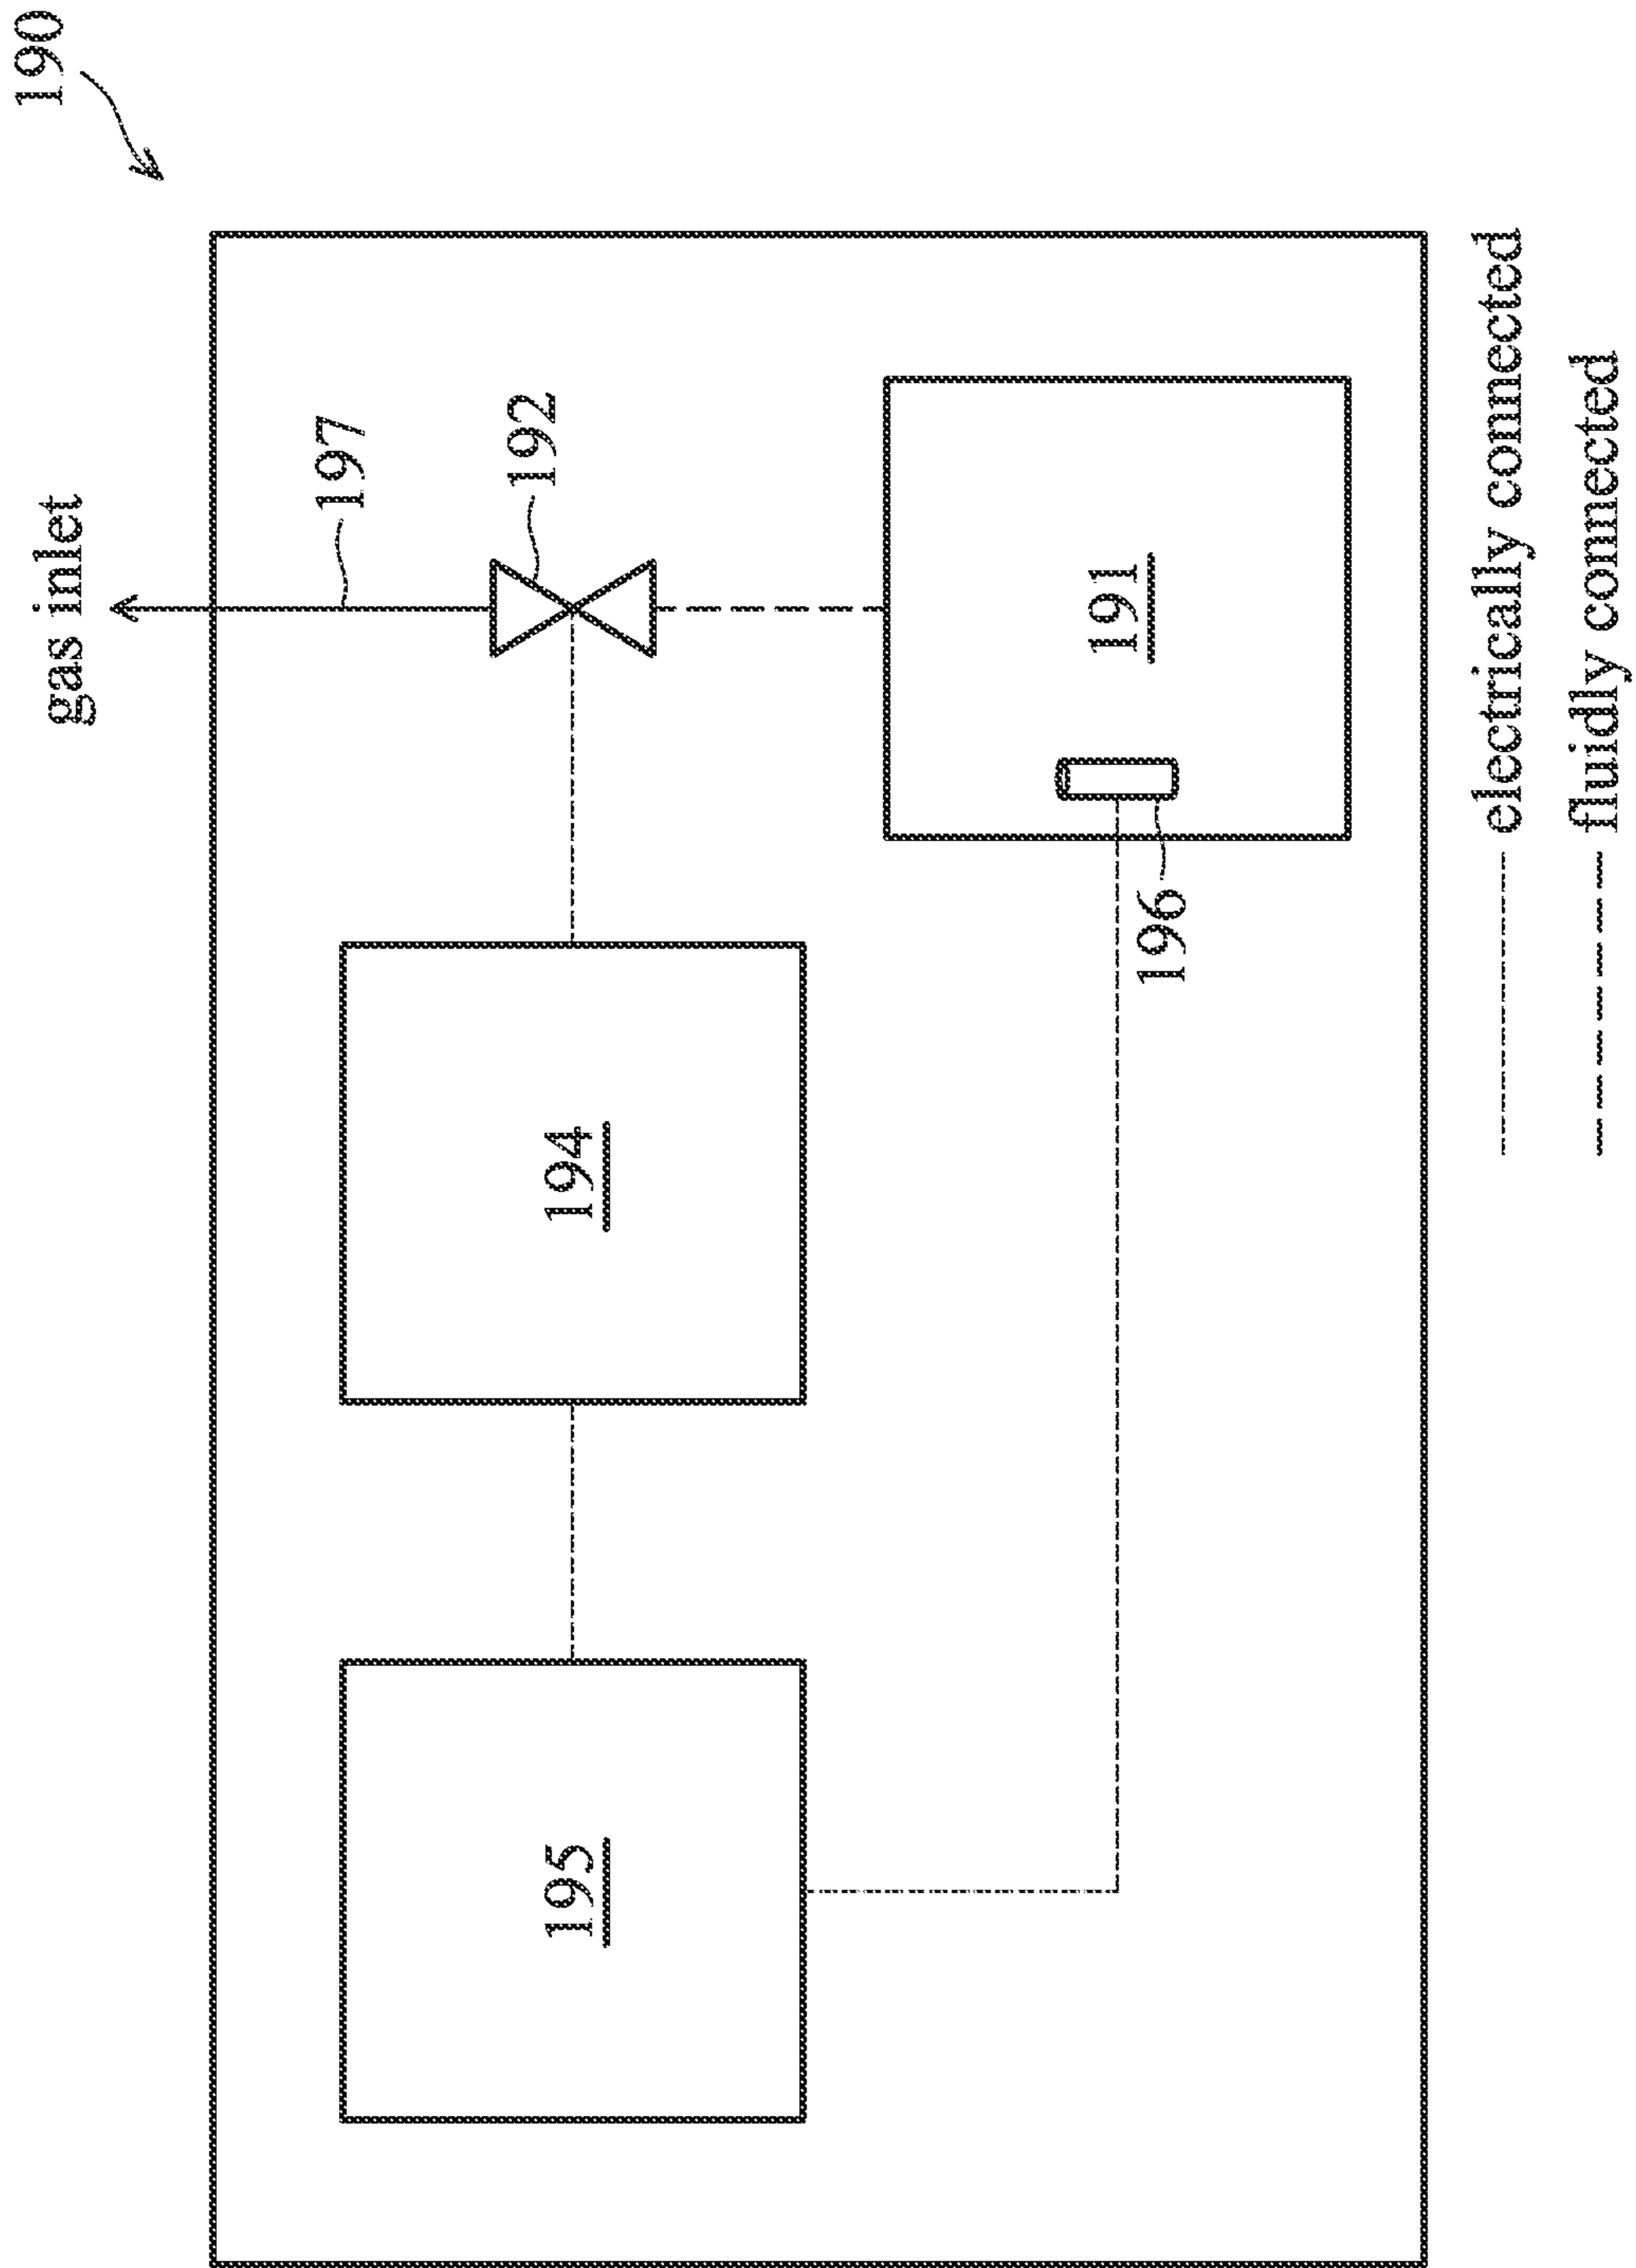 190
gas inlet
197
192
195
194
191
196
electrically connected
fluidly connected